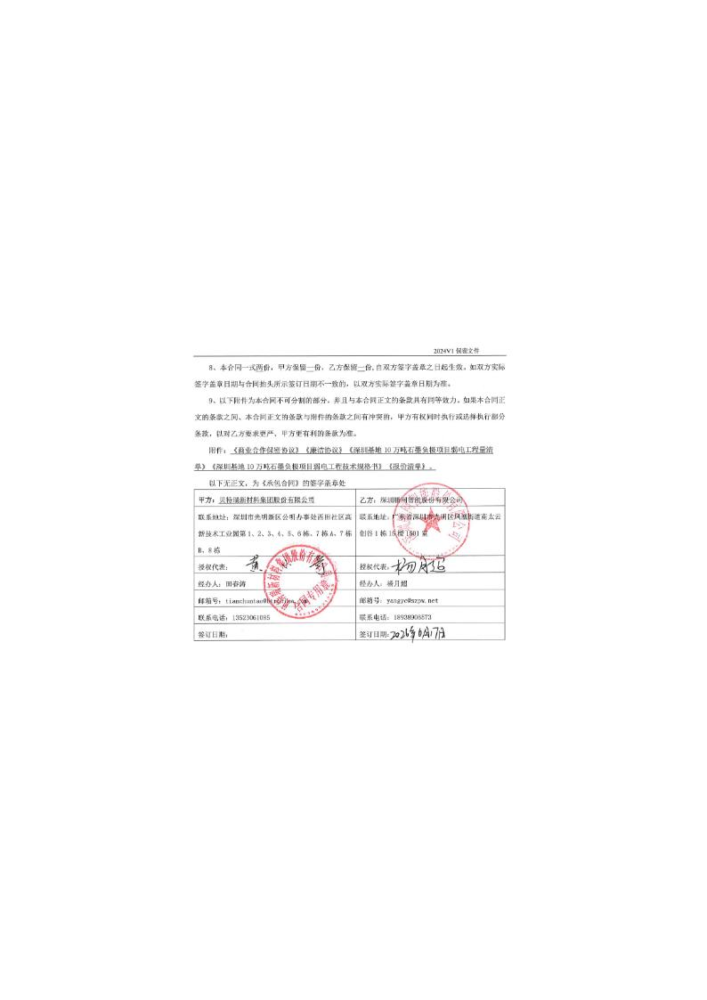 2024V1 保密文件
8、本合同一式两份，甲方保留一份，乙方保留一份,自双方签字盖章之日起生效。如双方实际
签字盖章日期与合同抬头所示签订日期不一致的，以双方实际签字盖章日期为准。
9、以下附件为本合同不可分割的部分，并且与本合同正文的条款具有同等效力。如果本合同正
文的条款之间、本合同正文的条款与附件的条款之间有冲突的，甲方有权同时执行或选择执行部分
条款，以对乙方要求更严、甲方更有利的条款为准。
附件：《商业合作保密协议》《廉洁协议》《深圳基地 10 万吨石墨负极项目弱电工程量清
单》《深圳基地 10 万吨石墨负极项目弱电工程技术规格书》《报价清单》。
以下无正文，为《承包合同》的签字盖章处
甲方：贝特瑞新材料集团股份有限公司
联系地址：深圳市光明新区公明办事处西田社区高
新技术工业园第 1、2、3、4、5、6 栋、7 栋 A、7 栋
B、8 栋
授权代表：黄
经办人：田春涛
邮箱号：tianchuntao@btrchina.com
联系电话：13523061085
签订日期：
乙方：深圳鹏网智能股份有限公司
联系地址：广东省深圳市光明区凤凰街道南太云
创谷 1 栋 15 楼 1501 室
授权代表：杨月超
经办人：杨月超
邮箱号：yangyc@szpw.net
联系电话：18938906573
签订日期：2026年6月17日
合同专用章